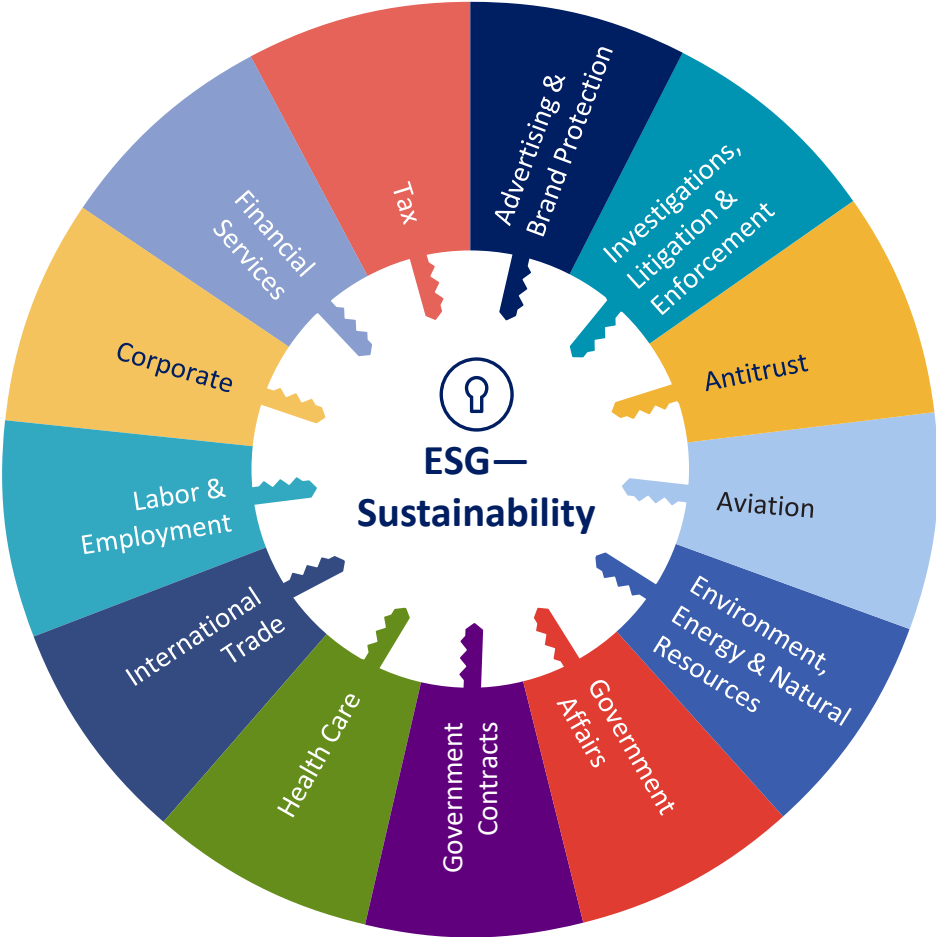 ESG—
Sustainability
Advertising &
Brand Protection
Investigations,
Litigation &
Enforcement
Antitrust
Aviation
Environment,
Energy & Natural
Resources
Government
Affairs
Government
Contracts
Health Care
International
Trade
Labor &
Employment
Corporate
Financial
Services
Tax